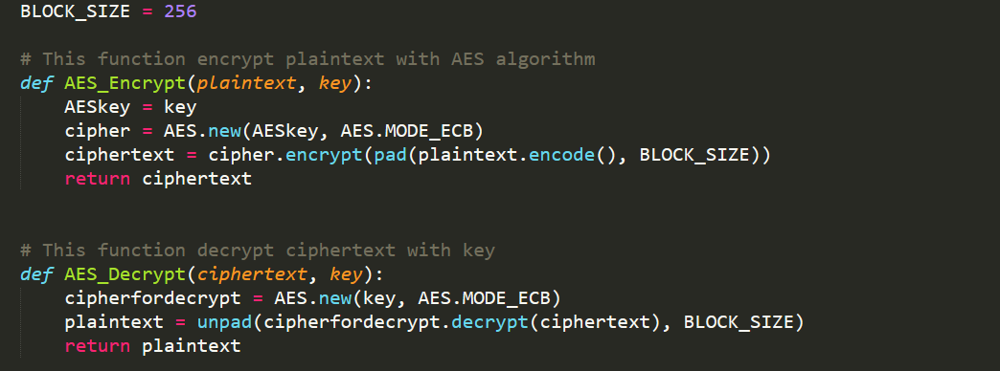 BLOCK_SIZE = 256
# This function encrypt plaintext with AES algorithm
def AES_Encrypt(plaintext, key):
    AESkey = key
    cipher = AES.new(AESkey, AES.MODE_ECB)
    ciphertext = cipher.encrypt(pad(plaintext.encode(), BLOCK_SIZE))
    return ciphertext
# This function decrypt ciphertext with key
def AES_Decrypt(ciphertext, key):
    cipherfordecrypt = AES.new(key, AES.MODE_ECB)
    plaintext = unpad(cipherfordecrypt.decrypt(ciphertext), BLOCK_SIZE)
    return plaintext